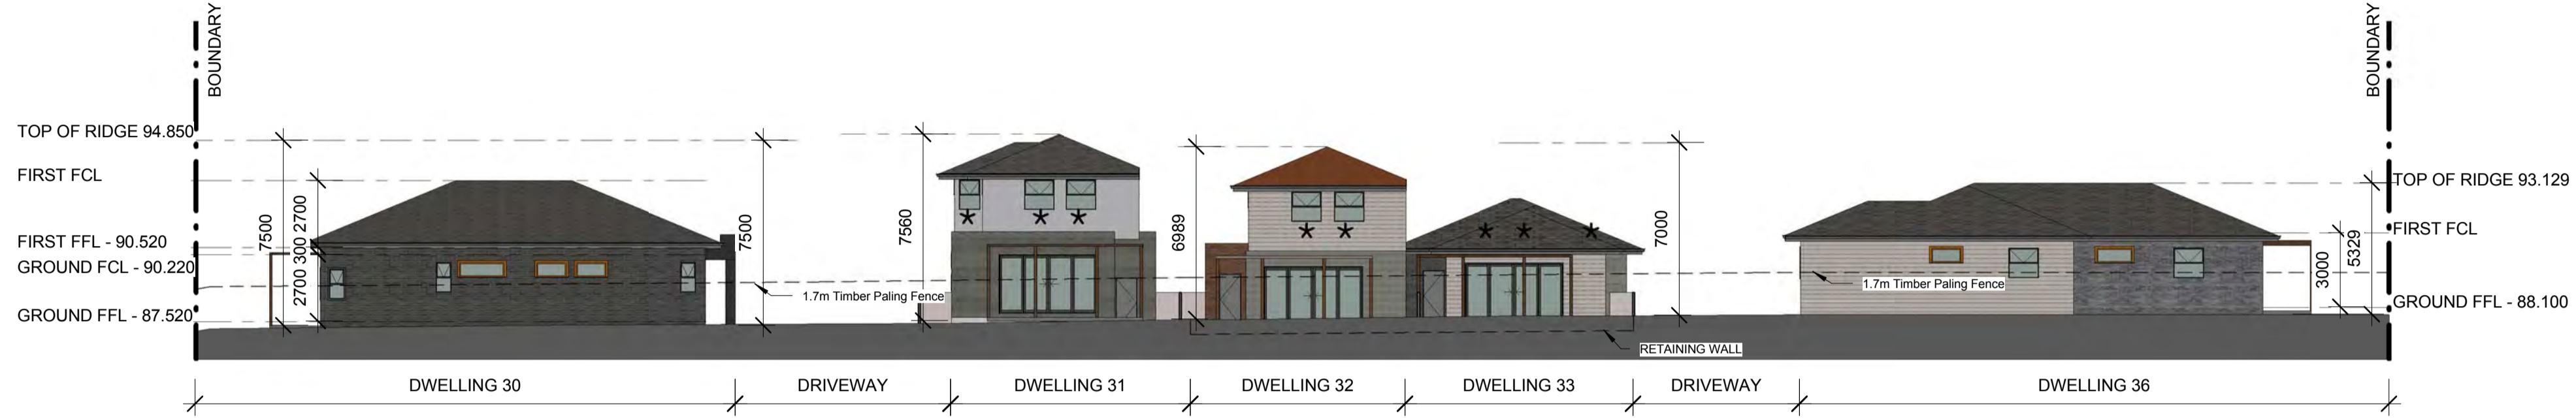 BOUNDARY
BOUNDARY
TOP OF RIDGE 94.850
FIRST FCL
FIRST FFL - 90.520
GROUND FCL - 90.220
GROUND FFL - 87.520
7500
2700
300
2700
7500
1.7m Timber Paling Fence
7560
6989
7000
RETAINING WALL
1.7m Timber Paling Fence
3000
5329
TOP OF RIDGE 93.129
FIRST FCL
GROUND FFL - 88.100
DWELLING 30
DRIVEWAY
DWELLING 31
DWELLING 32
DWELLING 33
DRIVEWAY
DWELLING 36